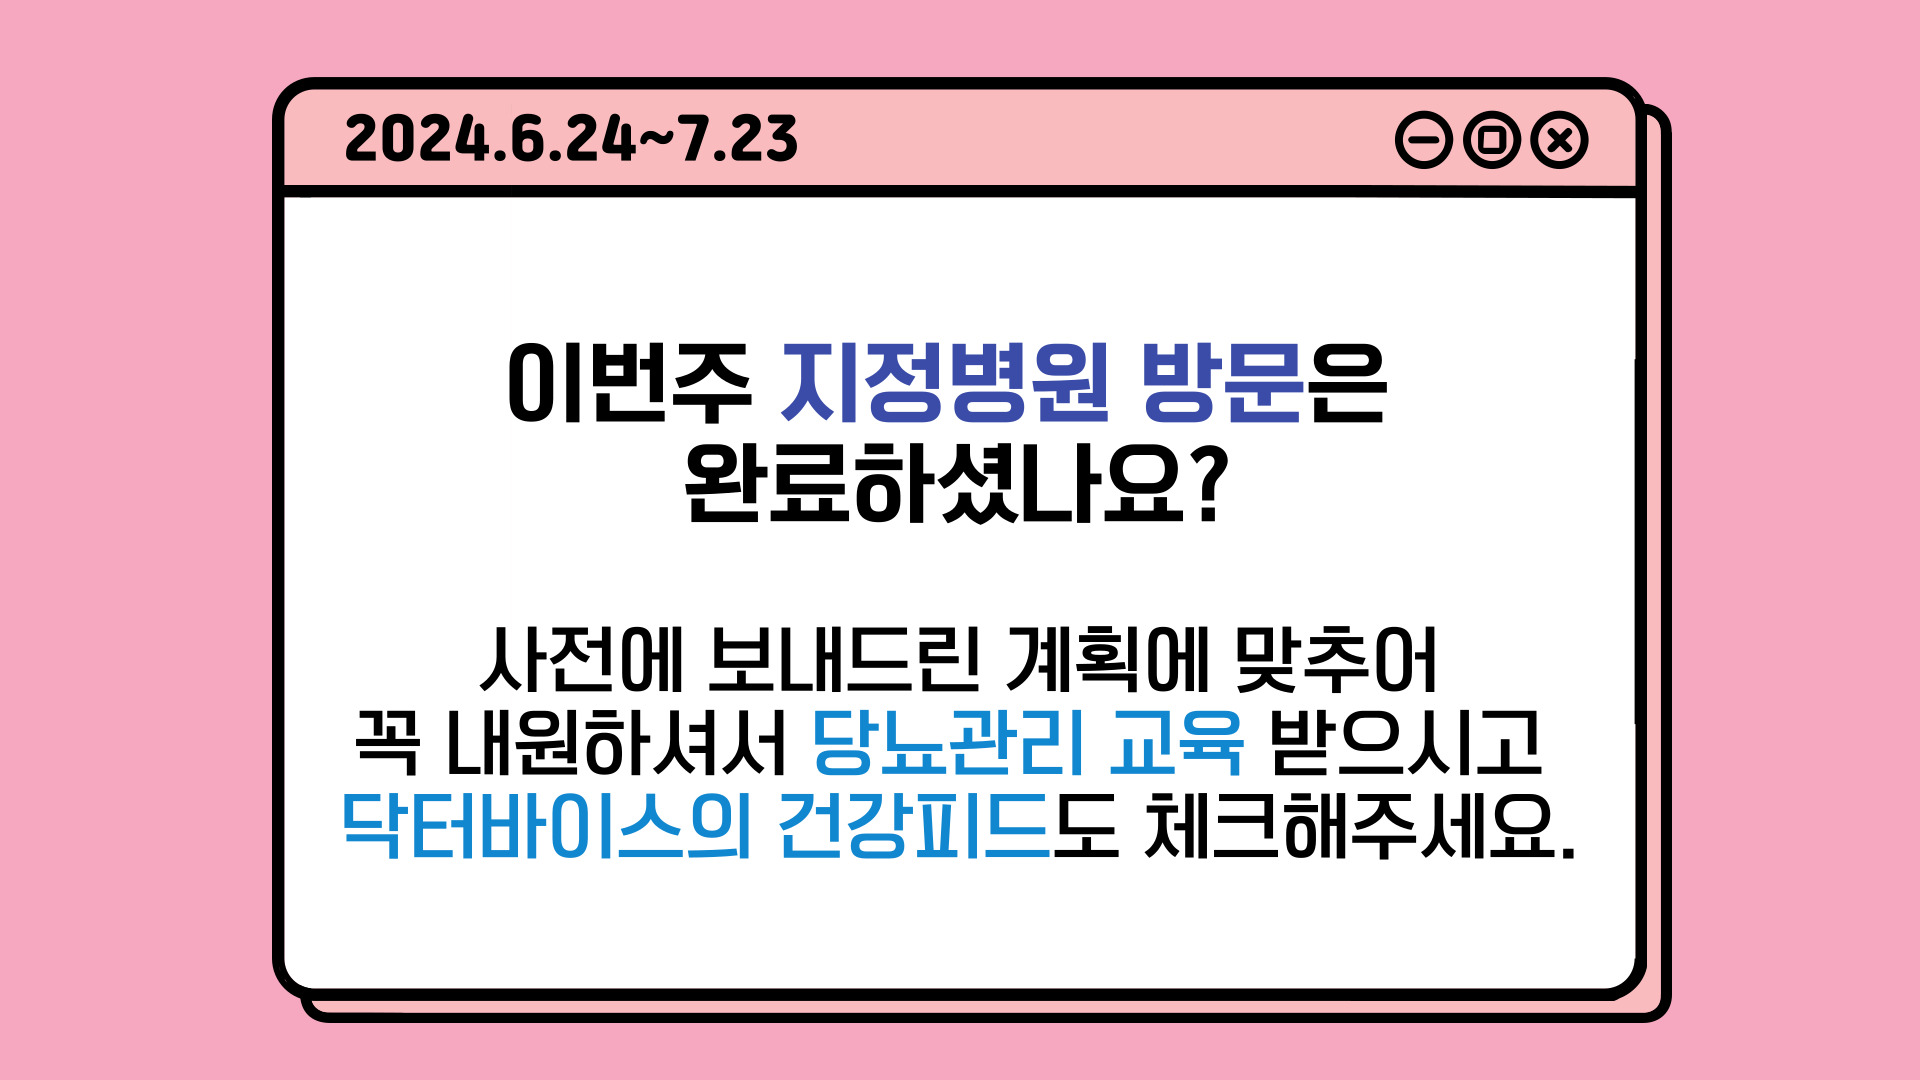 2024.6.24~7.23
이번주 지정병원 방문은
완료하셨나요?
사전에 보내드린 계획에 맞추어
꼭 내원하셔서 당뇨관리 교육 받으시고
닥터바이스의 건강피드도 체크해주세요.